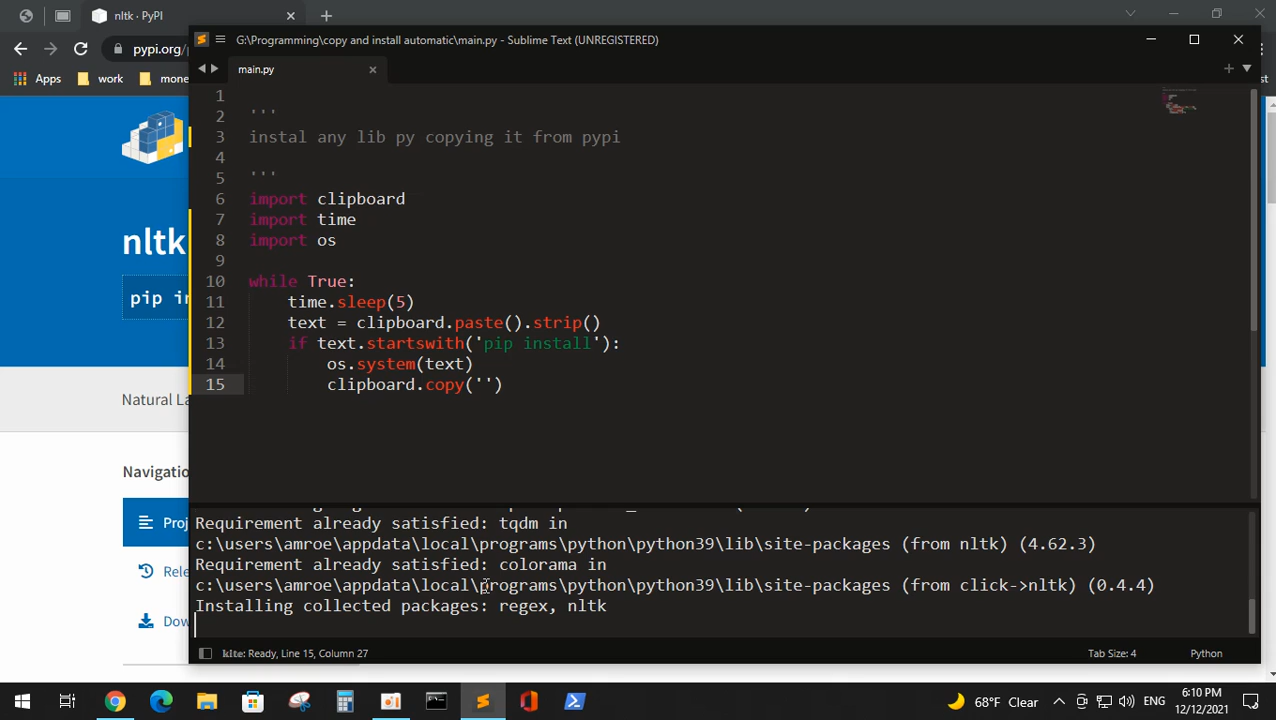 nltk · PyPI
G:\Programming\copy and install automatic\main.py - Sublime Text (UNREGISTERED)
pypi.org/
Apps
work
main.py
1
2 '''
3 instal any lib py copying it from pypi
4
5 '''
6 import clipboard
7 import time
8 import os
9
10 while True:
11 time.sleep(5)
12 text = clipboard.paste().strip()
13 if text.startswith('pip install'):
14 os.system(text)
15 clipboard.copy('')
nltk
pip
Natural
Requirement already satisfied: tqdm in
c:\users\amroe\appdata\local\programs\python\python39\lib\site-packages (from nltk) (4.62.3)
Requirement already satisfied: colorama in
c:\users\amroe\appdata\local\programs\python\python39\lib\site-packages (from click->nltk) (0.4.4)
Installing collected packages: regex, nltk
kite: Ready, Line 15, Column 27
Tab Size: 4
Python
68°F Clear
ENG
6:10 PM
12/12/2021